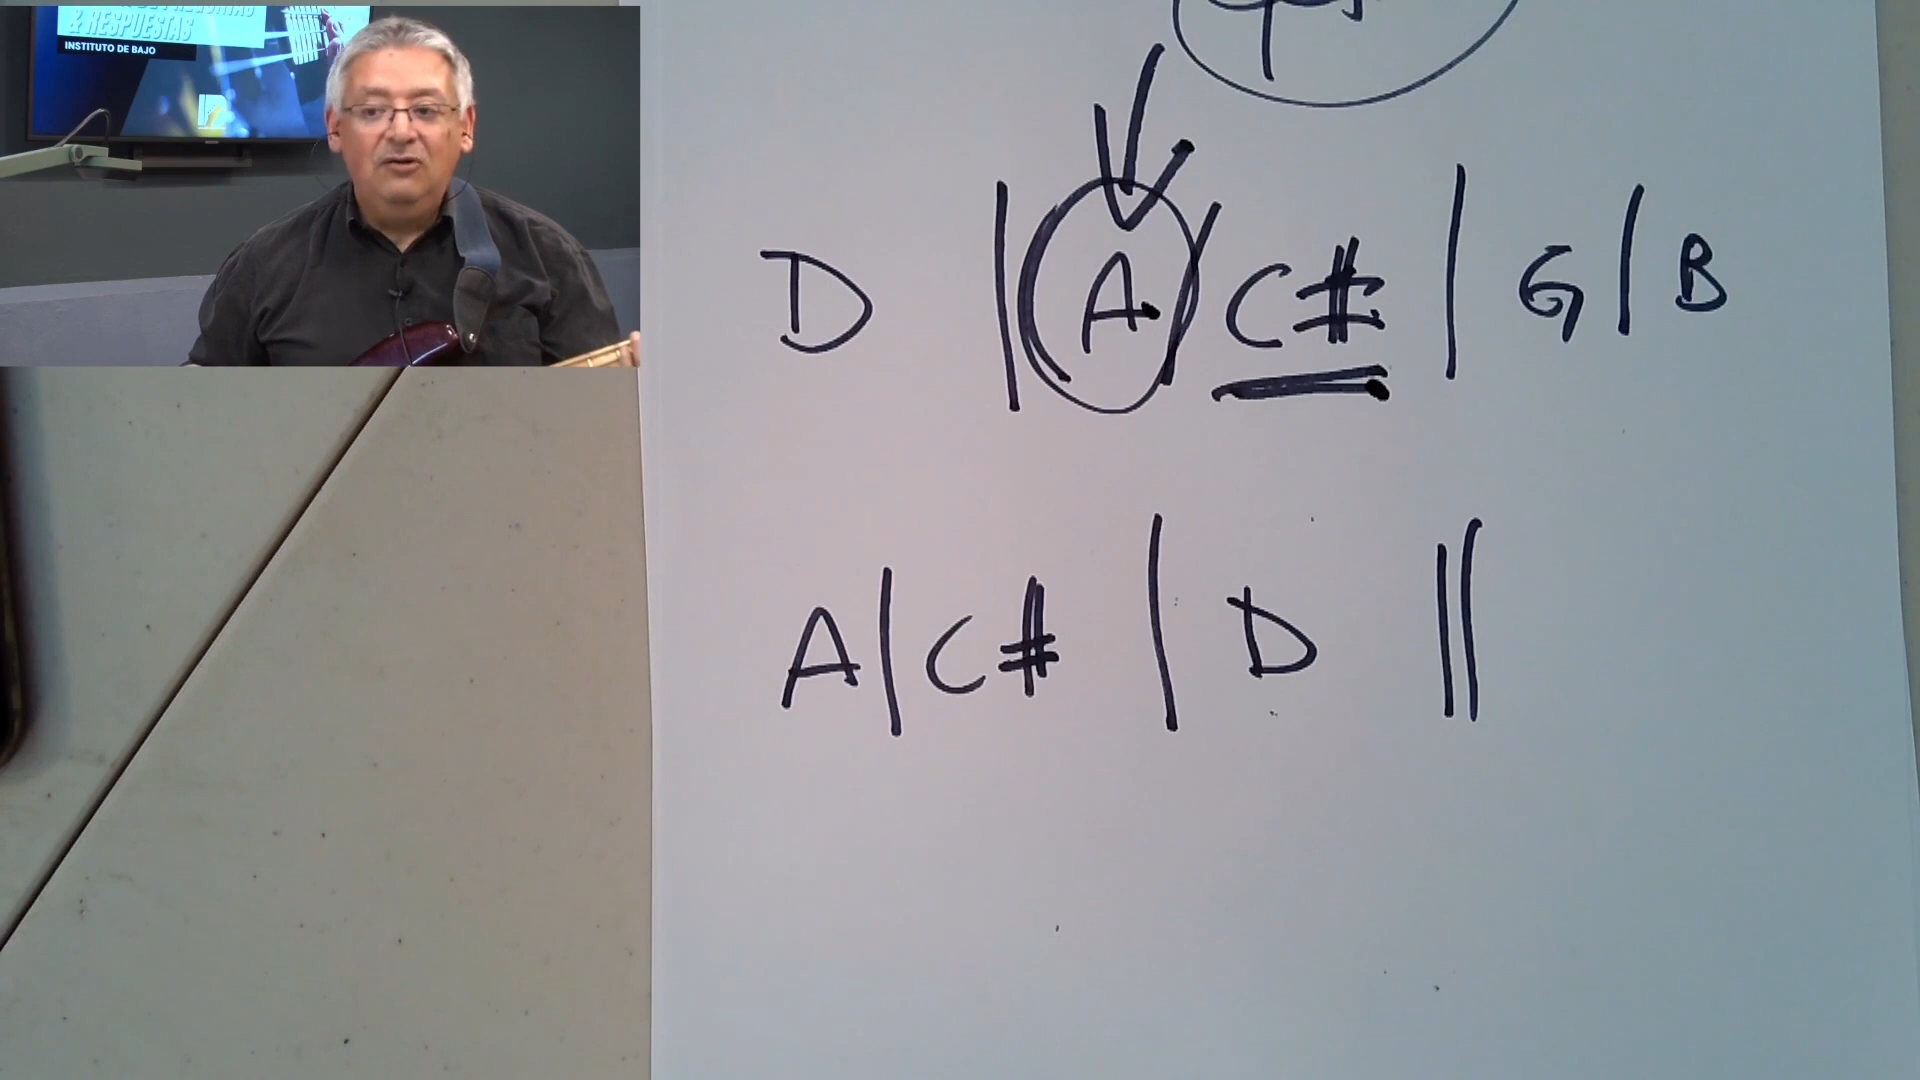 & RESPUESTAS
INSTITUTO DE BAJO
D | A / C# | G | B
A | C# | D ||